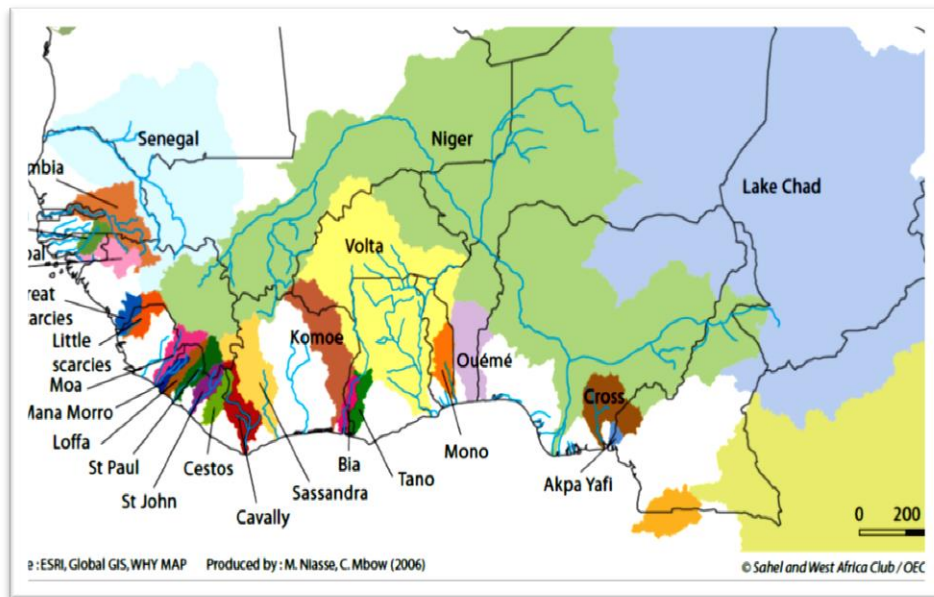 Senegal
Niger
mbia
Lake Chad
Volta
reat
arcies
Little
scarcies
Komoe
Ouémé
Moa
Mana Morro
Cross
Loffa
St Paul
Cestos
Bia
Mono
St John
Sassandra
Tano
Akpa Yafi
Cavally
0 200
e : ESRI, Global GIS, WHY MAP Produced by : M. Niasse, C. Mbow (2006)
© Sahel and West Africa Club / OEC